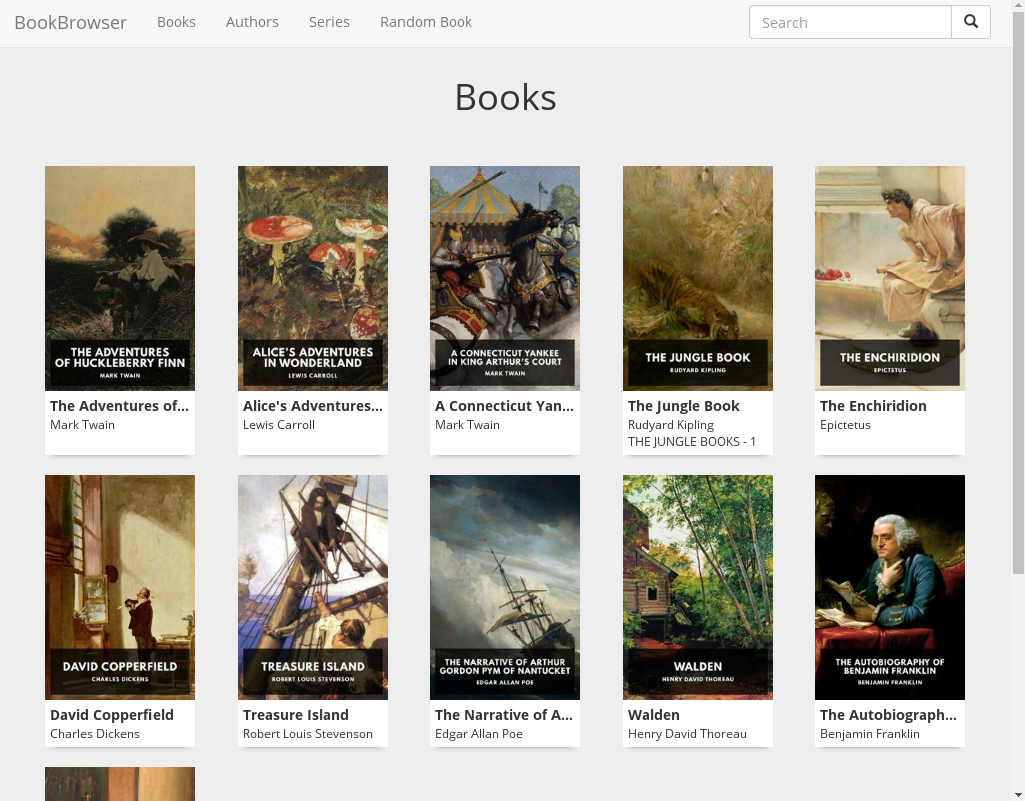 BookBrowser
Books
Authors
Series
Random Book
Search
Books
THE ADVENTURES
OF HUCKLEBERRY FINN
MARK TWAIN
The Adventures of...
Mark Twain
ALICE'S ADVENTURES
IN WONDERLAND
LEWIS CARROLL
Alice's Adventures...
Lewis Carroll
A CONNECTICUT YANKEE
IN KING ARTHUR'S COURT
MARK TWAIN
A Connecticut Yan...
Mark Twain
THE JUNGLE BOOK
RUDYARD KIPLING
The Jungle Book
Rudyard Kipling
THE JUNGLE BOOKS - 1
THE ENCHIRIDION
EPICTETUS
The Enchiridion
Epictetus
DAVID COPPERFIELD
CHARLES DICKENS
David Copperfield
Charles Dickens
TREASURE ISLAND
ROBERT LOUIS STEVENSON
Treasure Island
Robert Louis Stevenson
THE NARRATIVE OF ARTHUR
GORDON PYM OF NANTUCKET
EDGAR ALLAN POE
The Narrative of A...
Edgar Allan Poe
WALDEN
HENRY DAVID THOREAU
Walden
Henry David Thoreau
THE AUTOBIOGRAPHY OF
BENJAMIN FRANKLIN
BENJAMIN FRANKLIN
The Autobiograph...
Benjamin Franklin